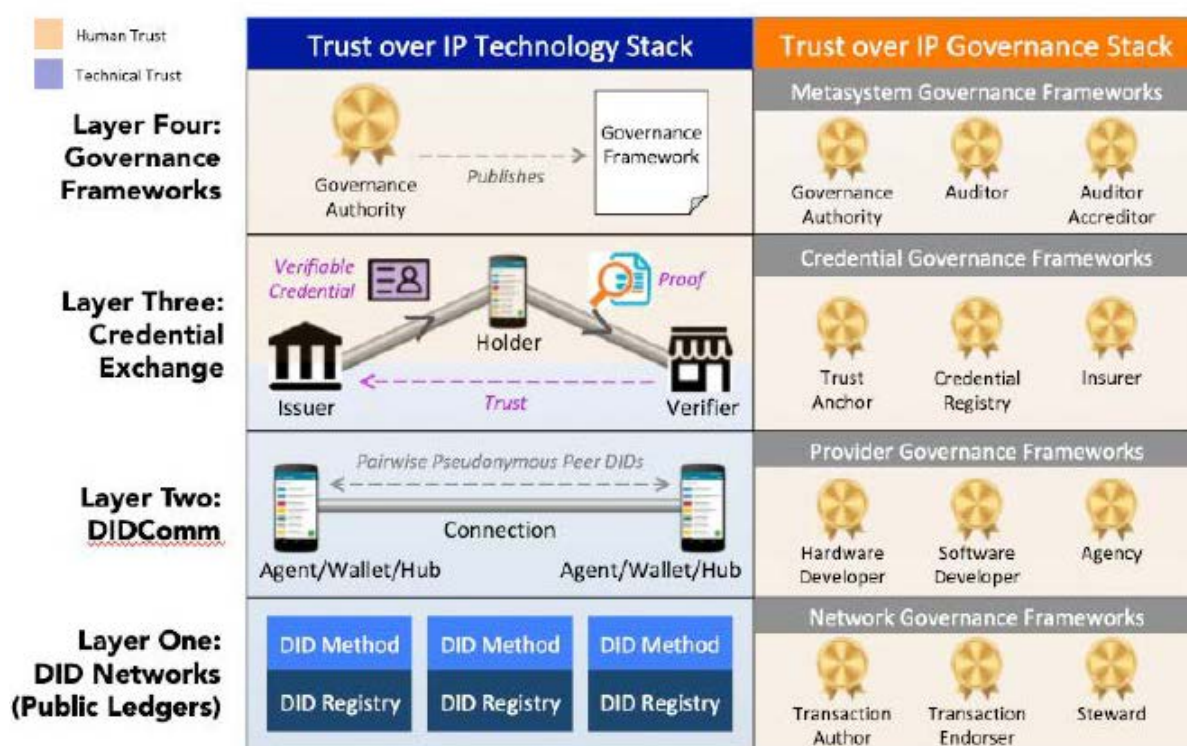 Human Trust
Technical Trust
Trust over IP Technology Stack
Trust over IP Governance Stack
Layer Four:
Governance
Frameworks
Governance
Authority
Publishes
Governance
Framework
Metasystem Governance Frameworks
Governance
Authority
Auditor
Auditor
Accreditor
Layer Three:
Credential
Exchange
Verifiable
Credential
Proof
Holder
Issuer
Trust
Verifier
Credential Governance Frameworks
Trust
Anchor
Credential
Registry
Insurer
Layer Two:
DIDComm
Pairwise Pseudonymous Peer DIDs
Connection
Agent/Wallet/Hub
Agent/Wallet/Hub
Provider Governance Frameworks
Hardware
Developer
Software
Developer
Agency
Layer One:
DID Networks
(Public Ledgers)
DID Method
DID Method
DID Method
DID Registry
DID Registry
DID Registry
Network Governance Frameworks
Transaction
Author
Transaction
Endorser
Steward